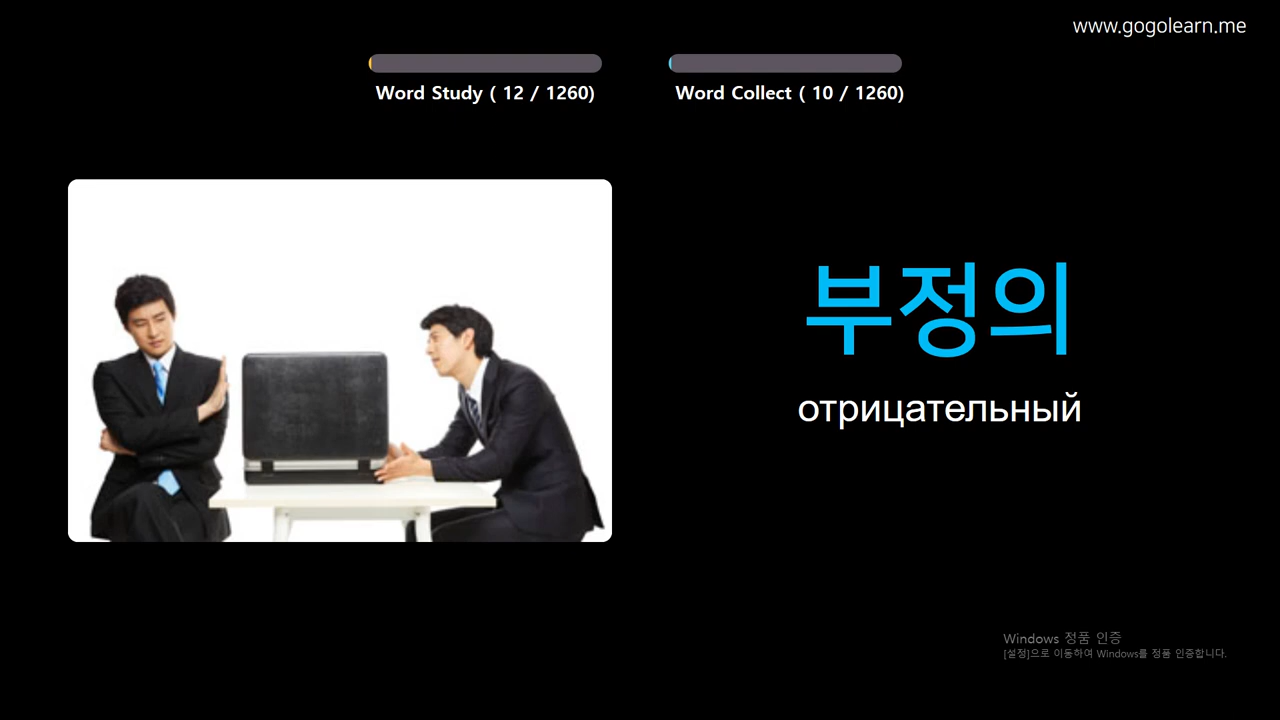 www.gogolearn.me
Word Study ( 12 / 1260)
Word Collect ( 10 / 1260)
부정의
отрицательный
Windows 정품 인증
[설정]으로 이동하여 Windows를 정품 인증합니다.